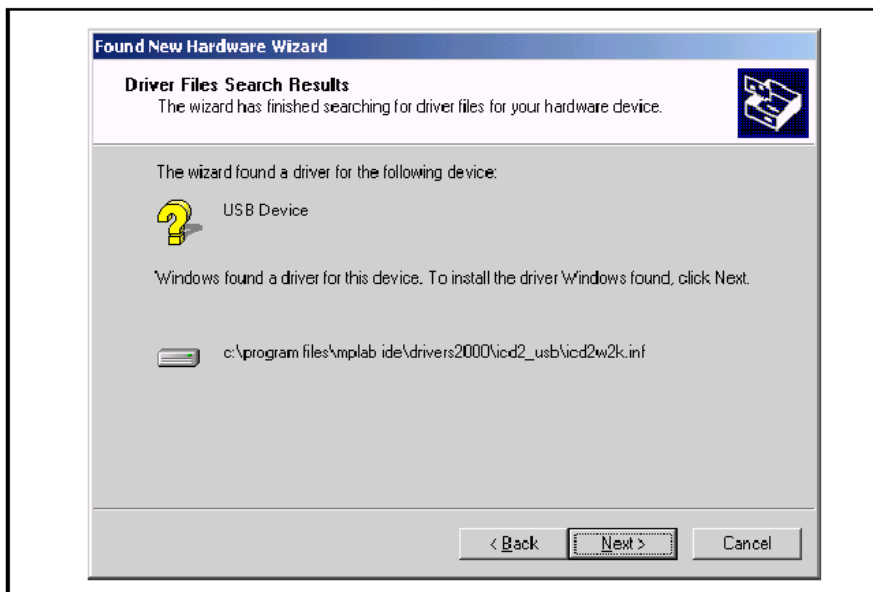 Found New Hardware Wizard
Driver Files Search Results
The wizard has finished searching for driver files for your hardware device.
The wizard found a driver for the following device:
USB Device
Windows found a driver for this device. To install the driver Windows found, click Next.
c:\program files\mplab ide\drivers2000\icd2_usb\icd2w2k.inf
< Back
Next >
Cancel